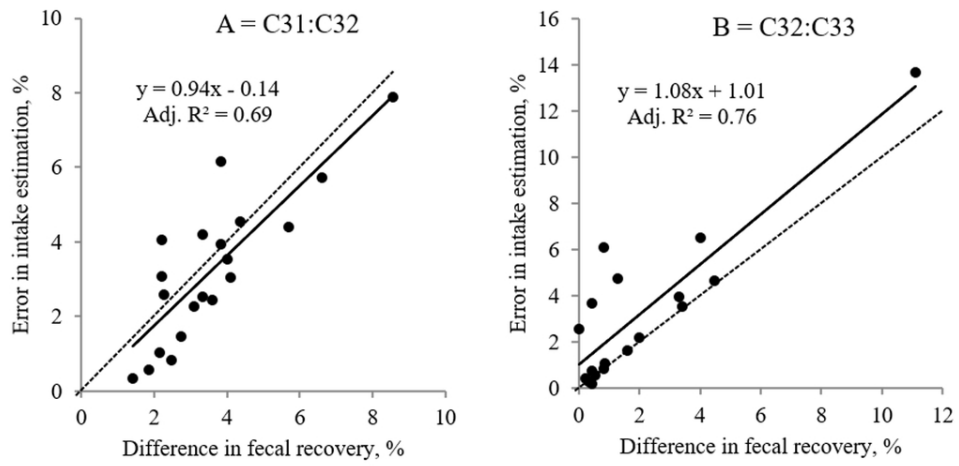 A = C31:C32
y = 0.94x - 0.14
Adj. R² = 0.69
Error in intake estimation, %
10
8
6
4
2
0
0 2 4 6 8 10
Difference in fecal recovery, %
B = C32:C33
y = 1.08x + 1.01
Adj. R² = 0.76
Error in intake estimation, %
16
14
12
10
8
6
4
2
0
0 2 4 6 8 10 12
Difference in fecal recovery, %